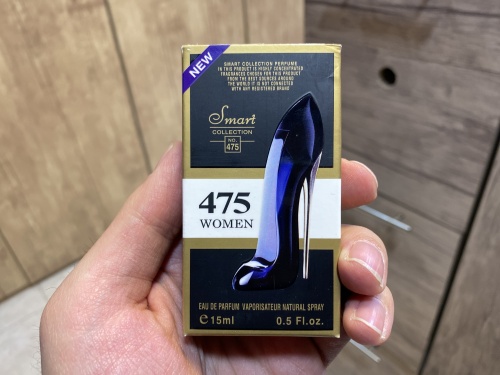 NEW
SMART COLLECTION PERFUME
IN THIS PRODUCT IS HIGHLY CONCENTRATED
FRAGRANCES CHOSEN FOR THIS PRODUCT
FROM THE BEST SOURCES AROUND
THE WORLD IT IS NOT CONNECTED
WITH ANY REGISTERED BRAND
Smart
COLLECTION
NO.
475
475
WOMEN
EAU DE PARFUM VAPORISATEUR NATURAL SPRAY
℮15ml 0.5 Fl.oz.